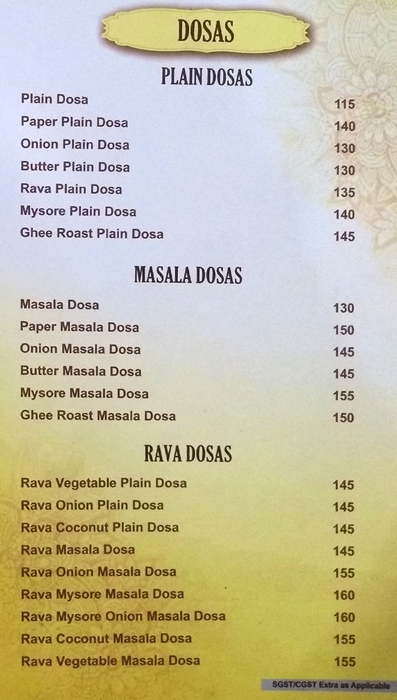 DOSAS
PLAIN DOSAS
Plain Dosa 115
Paper Plain Dosa 140
Onion Plain Dosa 130
Butter Plain Dosa 130
Rava Plain Dosa 135
Mysore Plain Dosa 140
Ghee Roast Plain Dosa 145
MASALA DOSAS
Masala Dosa 130
Paper Masala Dosa 150
Onion Masala Dosa 145
Butter Masala Dosa 145
Mysore Masala Dosa 155
Ghee Roast Masala Dosa 150
RAVA DOSAS
Rava Vegetable Plain Dosa 145
Rava Onion Plain Dosa 145
Rava Coconut Plain Dosa 145
Rava Masala Dosa 145
Rava Onion Masala Dosa 155
Rava Mysore Masala Dosa 160
Rava Mysore Onion Masala Dosa 160
Rava Coconut Masala Dosa 155
Rava Vegetable Masala Dosa 155
SGST/CGST Extra as Applicable